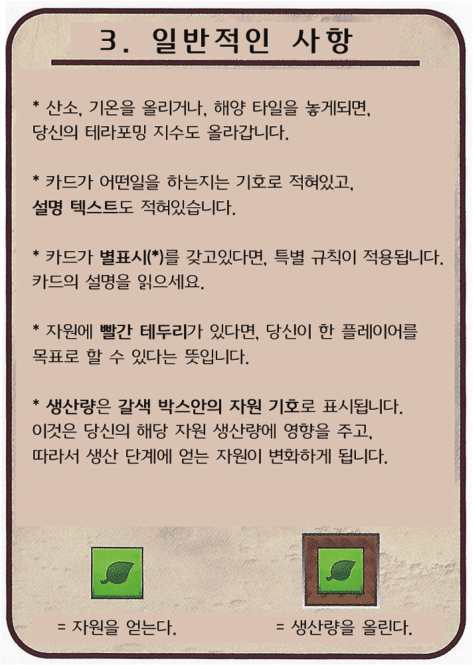 3. 일반적인 사항
* 산소, 기온을 올리거나, 해양 타일을 놓게되면,
당신의 테라포밍 지수도 올라갑니다.
* 카드가 어떤일을 하는지는 기호로 적혀있고,
설명 텍스트도 적혀있습니다.
* 카드가 별표시(*)를 갖고있다면, 특별 규칙이 적용됩니다.
카드의 설명을 읽으세요.
* 자원에 빨간 테두리가 있다면, 당신이 한 플레이어를
목표로 할 수 있다는 뜻입니다.
* 생산량은 갈색 박스안의 자원 기호로 표시됩니다.
이것은 당신의 해당 자원 생산량에 영향을 주고,
따라서 생산 단계에 얻는 자원이 변화하게 됩니다.
= 자원을 얻는다.
= 생산량을 올린다.